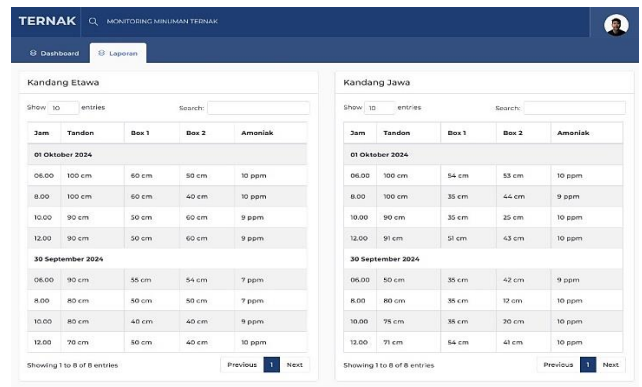 TERNAK MONITORING MINUMAN TERNAK
Dashboard Laporan
Kandang Etawa
Show 10 entries Search:
Jam Tandon Box 1 Box 2 Amoniak
01 Oktober 2024
06.00 100 cm 60 cm 50 cm 10 ppm
8.00 100 cm 60 cm 40 cm 10 ppm
10.00 90 cm 50 cm 60 cm 9 ppm
12.00 90 cm 50 cm 60 cm 9 ppm
30 September 2024
06.00 90 cm 55 cm 54 cm 7 ppm
8.00 80 cm 50 cm 50 cm 7 ppm
10.00 80 cm 40 cm 40 cm 9 ppm
12.00 70 cm 50 cm 40 cm 10 ppm
Showing 1 to 8 of 8 entries Previous 1 Next
Kandang Jawa
Show 10 entries Search:
Jam Tandon Box 1 Box 2 Amoniak
01 Oktober 2024
06.00 100 cm 54 cm 53 cm 10 ppm
8.00 100 cm 35 cm 44 cm 9 ppm
10.00 90 cm 35 cm 25 cm 10 ppm
12.00 91 cm 51 cm 43 cm 10 ppm
30 September 2024
06.00 50 cm 35 cm 42 cm 9 ppm
8.00 80 cm 35 cm 12 cm 10 ppm
10.00 75 cm 35 cm 20 cm 10 ppm
12.00 71 cm 54 cm 41 cm 10 ppm
Showing 1 to 8 of 8 entries Previous 1 Next